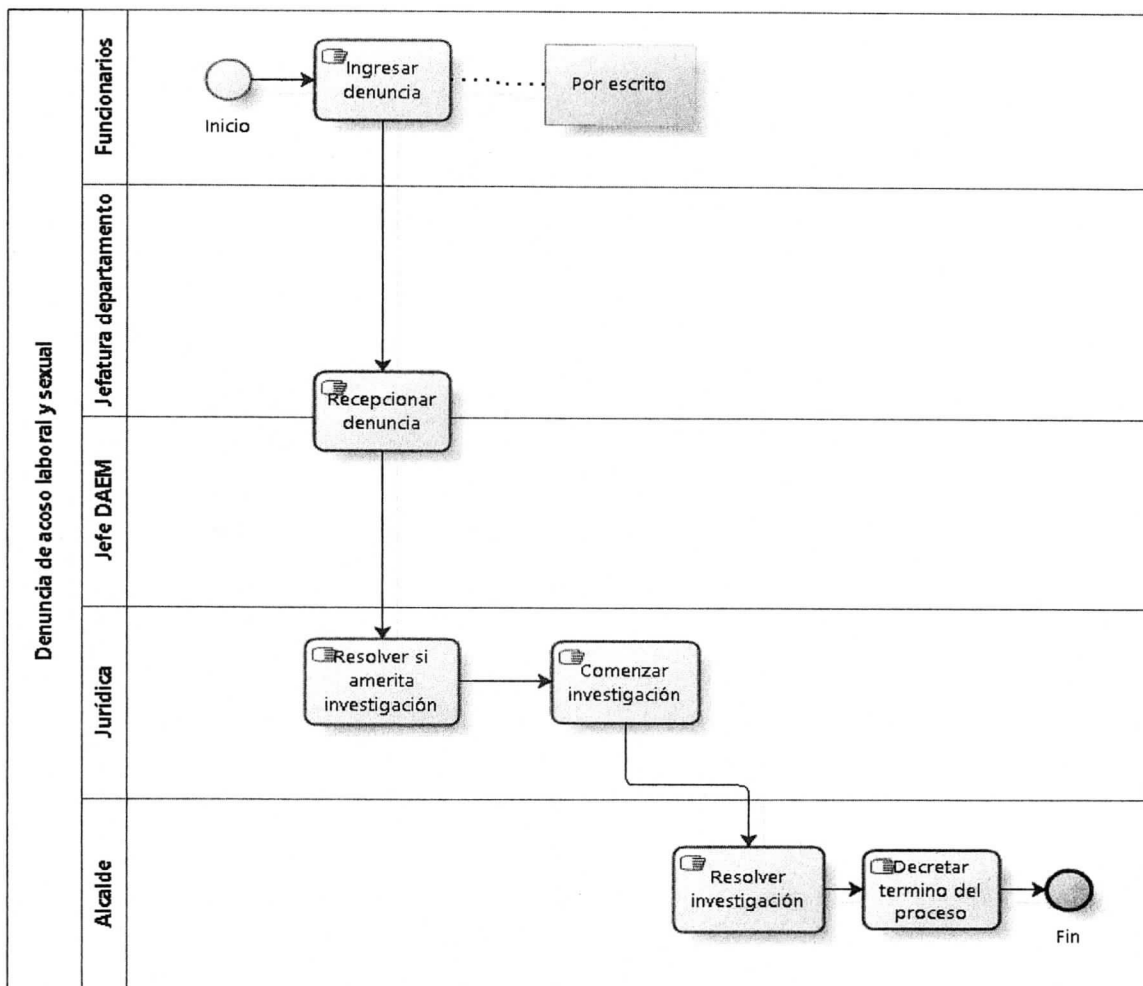 Denuncia de acoso laboral y sexual
Funcionarios
Inicio
Ingresar
denuncia
Por escrito
Jefatura departamento
Recepcionar
denuncia
Jefe DAEM
Jurídica
Resolver si
amerita
investigación
Comenzar
investigación
Alcalde
Resolver
investigación
Decretar
termino del
proceso
Fin